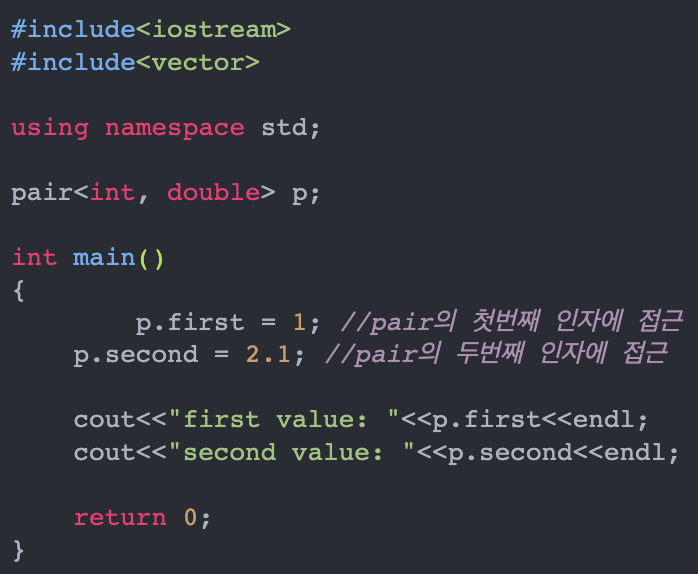 #include<iostream>
#include<vector>
using namespace std;
pair<int, double> p;
int main()
{
p.first = 1; //pair의 첫번째 인자에 접근
p.second = 2.1; //pair의 두번째 인자에 접근
cout<<"first value: "<<p.first<<endl;
cout<<"second value: "<<p.second<<endl;
return 0;
}